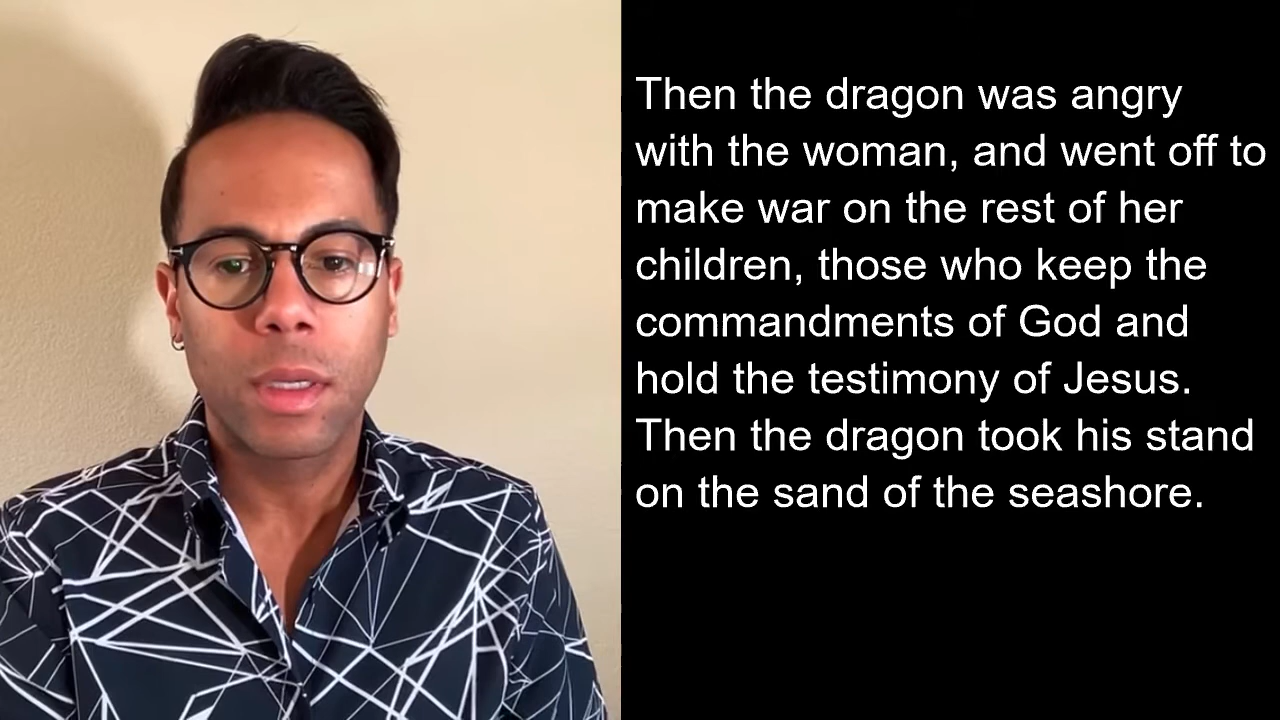 Then the dragon was angry
with the woman, and went off to
make war on the rest of her
children, those who keep the
commandments of God and
hold the testimony of Jesus.
Then the dragon took his stand
on the sand of the seashore.